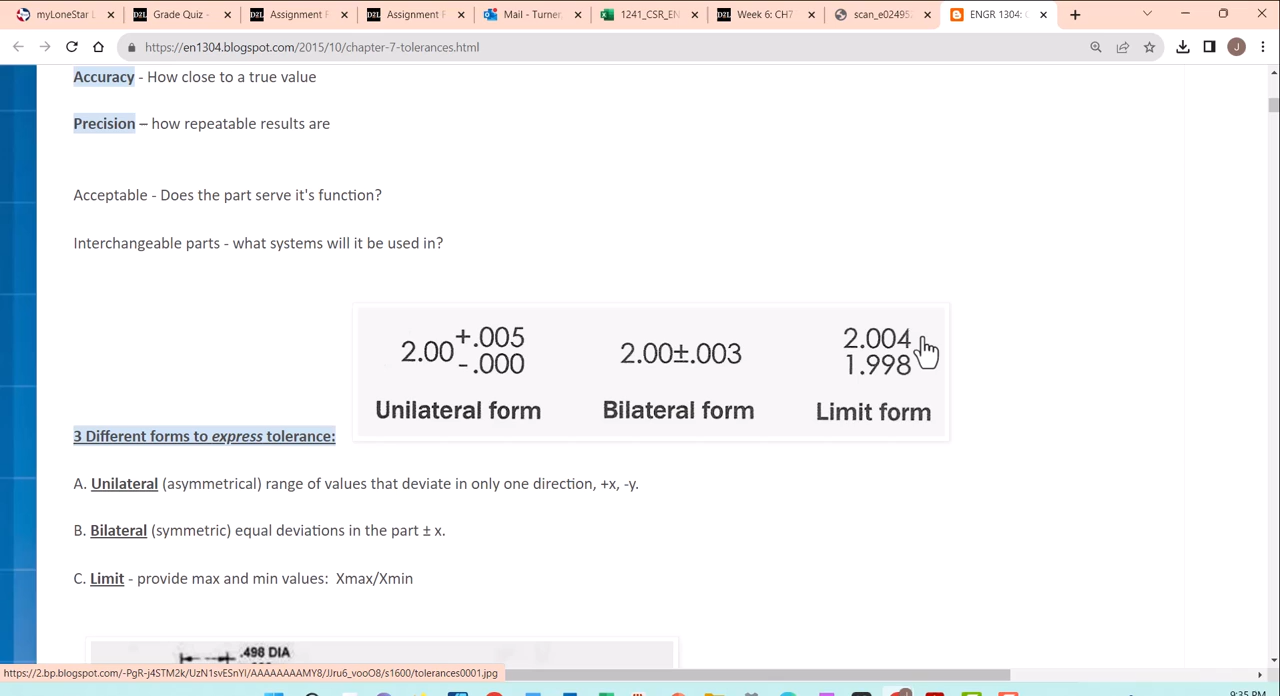 myLoneStar
Grade Quiz -
Assignment F
Assignment F
Mail - Turner,
1241_CSR_EN
Week 6: CH7
scan_e02495
ENGR 1304: C
https://en1304.blogspot.com/2015/10/chapter-7-tolerances.html
J
Accuracy - How close to a true value
Precision – how repeatable results are
Acceptable - Does the part serve it's function?
Interchangeable parts - what systems will it be used in?
+.005 2.004
2.00 2.00±.003
- .000 1.998
Unilateral form Bilateral form Limit form
3 Different forms to express tolerance:
A. Unilateral (asymmetrical) range of values that deviate in only one direction, +x, -y.
B. Bilateral (symmetric) equal deviations in the part ± x.
C. Limit - provide max and min values: Xmax/Xmin
.498 DIA
https://2.bp.blogspot.com/-PgR-j4STM2k/UzN1svESnYI/AAAAAAAAMY8/JJru6_vooO8/s1600/tolerances0001.jpg
9:35 PM